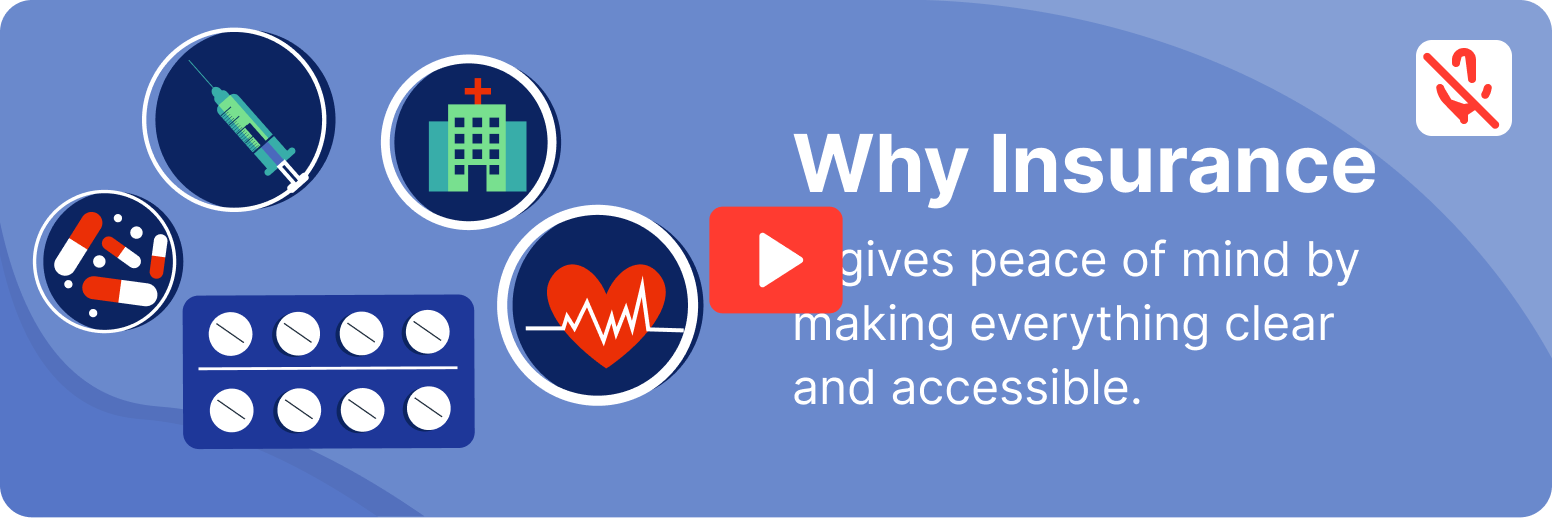 Why Insurance
gives peace of mind by
making everything clear
and accessible.